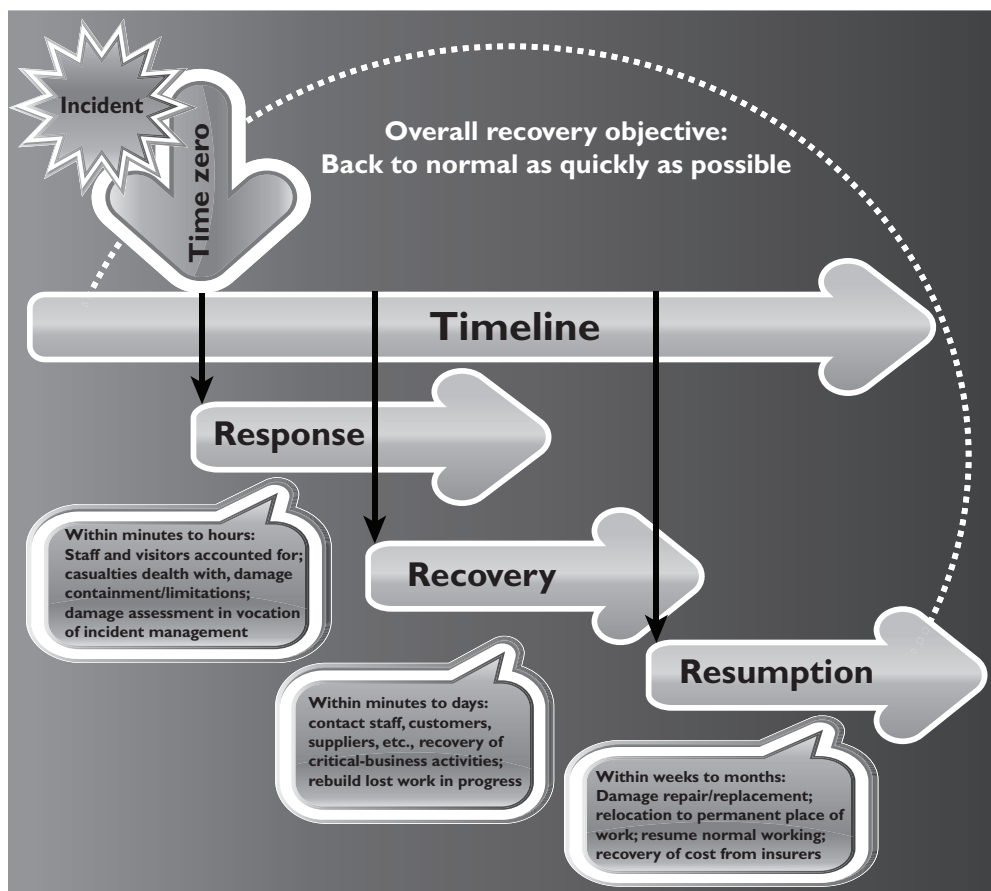 Incident
Time zero
Overall recovery objective:
Back to normal as quickly as possible
Timeline
Response
Within minutes to hours:
Staff and visitors accounted for;
casualties dealth with, damage
containment/limitations;
damage assessment in vocation
of incident management
Recovery
Within minutes to days:
contact staff, customers,
suppliers, etc., recovery of
critical-business activities;
rebuild lost work in progress
Resumption
Within weeks to months:
Damage repair/replacement;
relocation to permanent place of
work; resume normal working;
recovery of cost from insurers